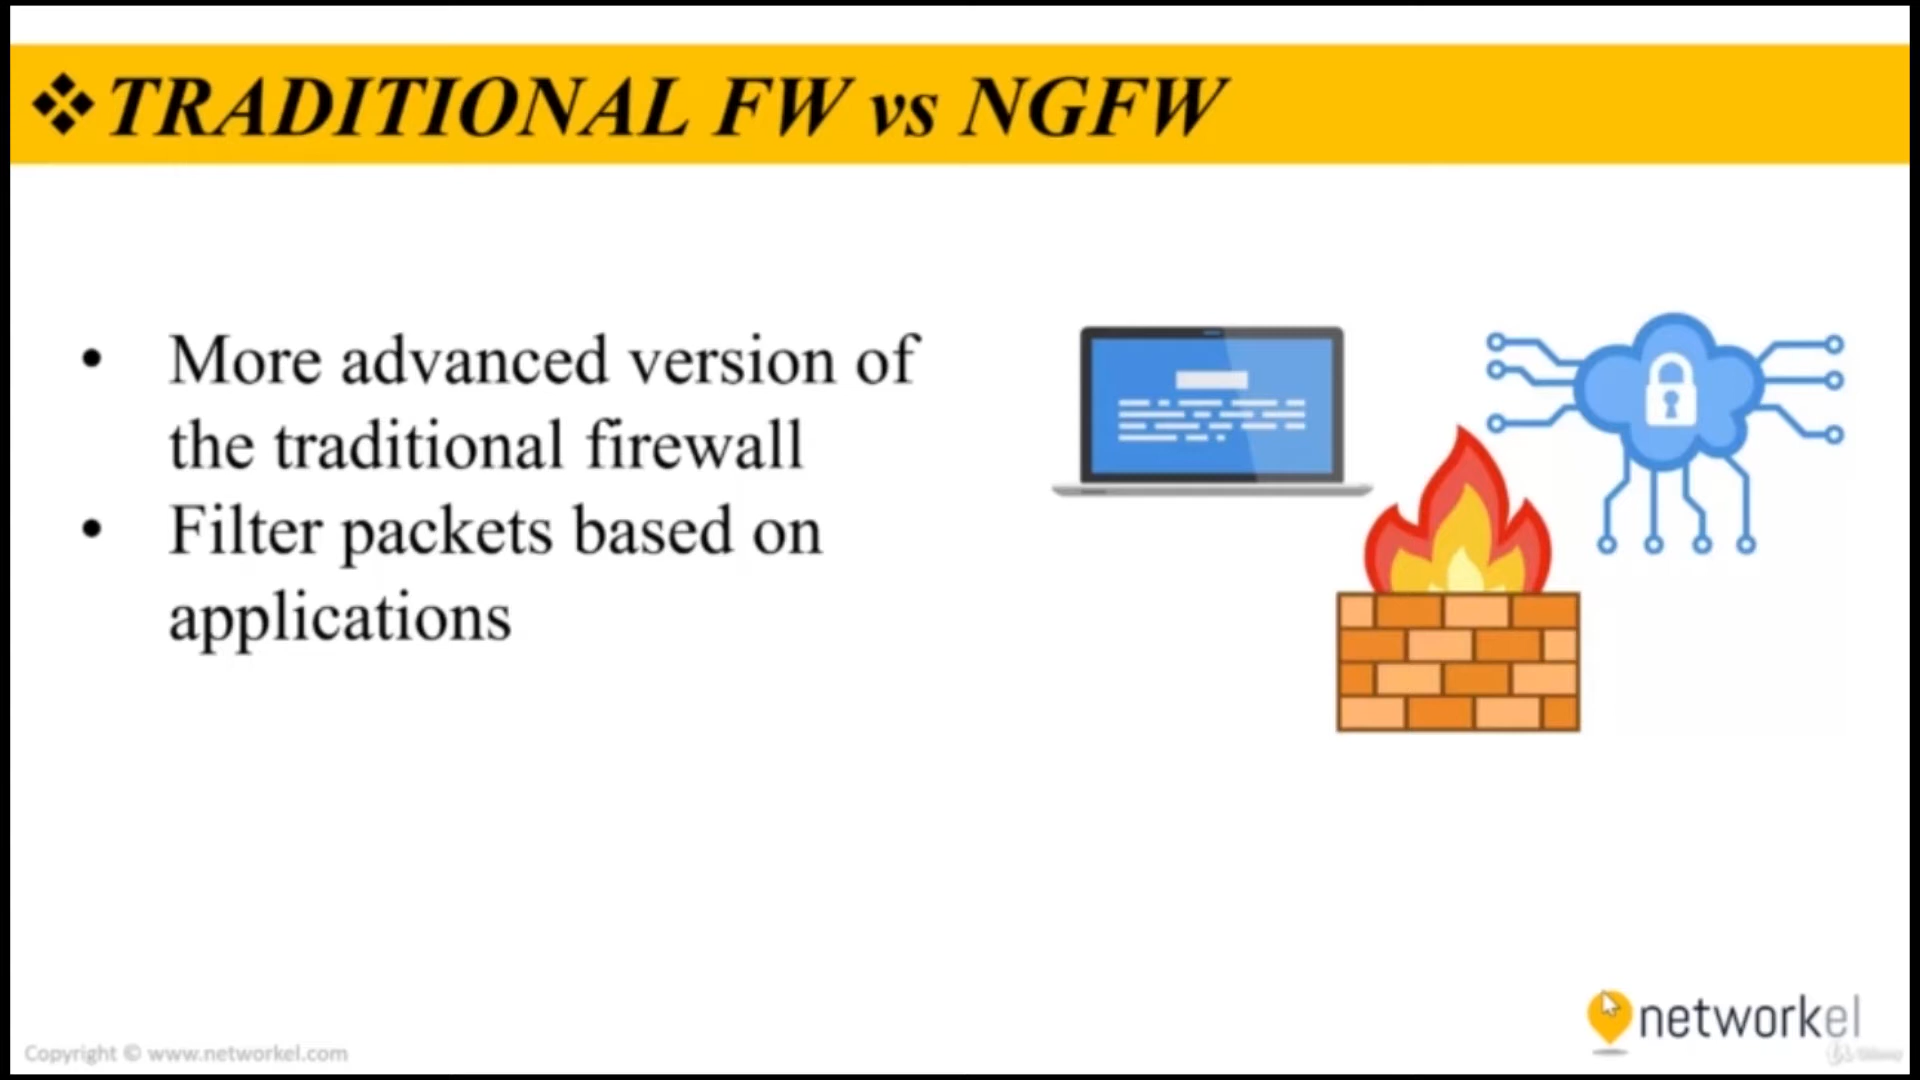 ❖ TRADITIONAL FW vs NGFW
• More advanced version of
the traditional firewall
• Filter packets based on
applications
networkel
Copyright © www.networkel.com
Udemy